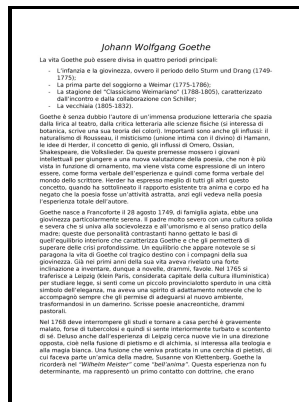 Johann Wolfgang Goethe
La vita Goethe può essere divisa in quattro periodi principali:
- L'infanzia e la giovinezza, ovvero il periodo dello Sturm und Drang (1749-
1775);
- La prima parte del soggiorno a Weimar (1775-1786);
- La stagione del "Classicismo Weimariano" (1788-1805), caratterizzato
dall'incontro e dalla collaborazione con Schiller;
- La vecchiaia (1805-1832).
Goethe è senza dubbio l'autore di un'immensa produzione letteraria che spazia
dalla lirica al teatro, dalla critica letteraria alle scienze fisiche (si interessa di
botanica, scrive una sua teoria dei colori). Importanti sono anche gli influssi: il
naturalismo di Rousseau, il misticismo (unione intima con il divino) di Hamann,
le idee di Herder, il concetto di genio, gli influssi di Omero, Ossian,
Shakespeare, die Volkslieder. Da queste premesse mossero i giovani
intellettuali per giungere a una nuova valutazione della poesia, che non è più
vista in funzione di ornamento, ma viene vista come espressione di un intero
essere, come forma verbale dell'esperienza e quindi come forma verbale del
mondo dello scrittore. Herder ha espresso meglio di tutti gli altri questo
concetto, quando ha sottolineato il rapporto esistente tra anima e corpo ed ha
negato che la poesia fosse un'attività astratta, anzi egli vedeva nella poesia
l'esperienza totale dell'autore.
Goethe nasce a Francoforte il 28 agosto 1749, di famiglia agiata, ebbe una
giovinezza particolarmente serena. Il padre molto severo con una cultura solida
e severa che si univa alla socievolezza e all'umorismo e al senso pratico della
madre; queste due personalità contrastanti hanno gettato le basi di
quell'equilibrio interiore che caratterizza Goethe e che gli permetterà di
superare delle crisi profondissime. Un equilibrio che appare notevole se si
paragona la vita di Goethe col tragico destino con i compagni della sua
giovinezza. Già nei primi anni della sua vita aveva rivelato una forte
inclinazione a inventare, dunque a novelle, drammi, favole. Nel 1765 si
trasferisce a Leipzig (klein Paris, considerata capitale della cultura illuministica)
per studiare legge, si sentì come un piccolo provincialotto sperduto in una città
simbolo dell'eleganza, ma aveva una spirito di adattamento notevole che lo
accompagnò sempre che gli permise di adeguarsi al nuovo ambiente,
trasformandosi in un damerino. Scrisse poesie anacreontiche, drammi
pastorali.
Nel 1768 deve interrompere gli studi e tornare a casa perché è gravemente
malato, forse di tubercolosi e quindi si sente interiormente turbato e scontento
di sé. Deluso anche dall'esperienza di Leipzig cerca nuove vie in una direzione
opposta, cioè nella fusione di pietismo e di alchimia, si interessa alla teologia e
alla magia bianca. Una fusione che veniva praticata in una cerchia di pietisti, di
cui faceva parte un'amica della madre, Susanne von Klettenberg. Goethe la
ricorderà nel "Wilhelm Meister" come "bell'anima". Questa esperienza non fu
determinante, ma rappresentò un primo contatto con dottrine, che erano